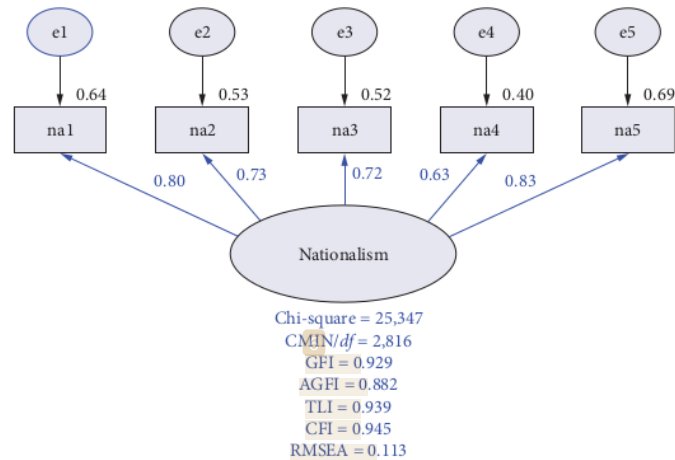 e1 e2 e3 e4 e5
0.64 0.53 0.52 0.40 0.69
na1 na2 na3 na4 na5
0.80 0.73 0.72 0.63 0.83
Nationalism
Chi-square = 25,347
CMIN/df = 2,816
GFI = 0.929
AGFI = 0.882
TLI = 0.939
CFI = 0.945
RMSEA = 0.113